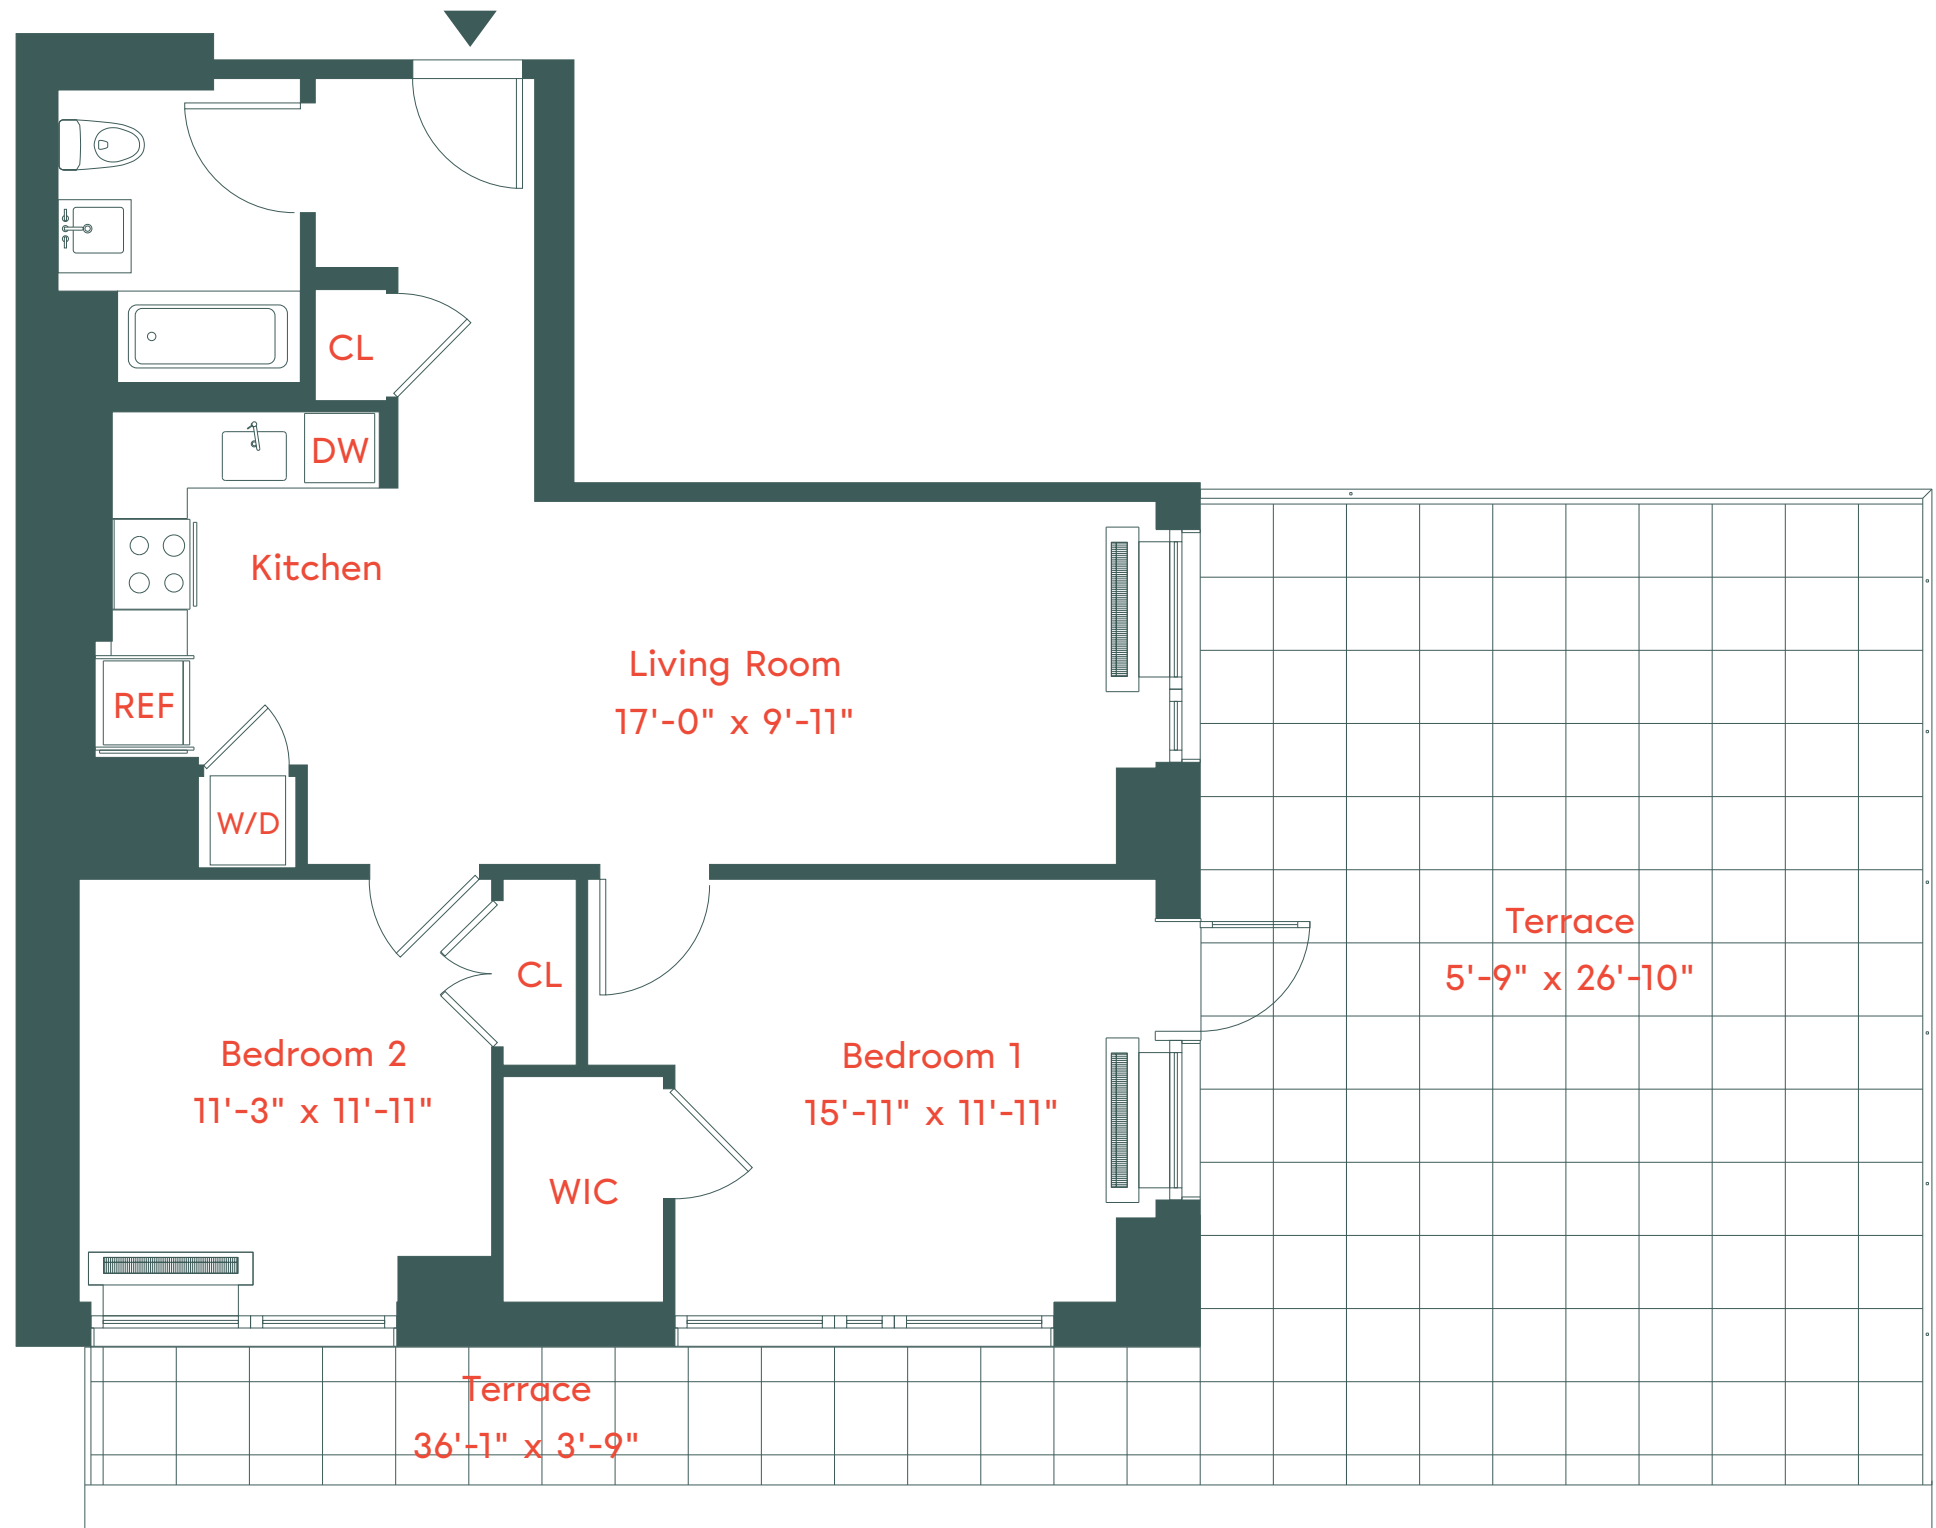 CL
DW
Kitchen
Living Room
17'-0" x 9'-11"
REF
W/D
Terrace
5'-9" x 26'-10"
CL
Bedroom 2
11'-3" x 11'-11"
Bedroom 1
15'-11" x 11'-11"
WIC
Terrace
36'-1" x 3'-9"